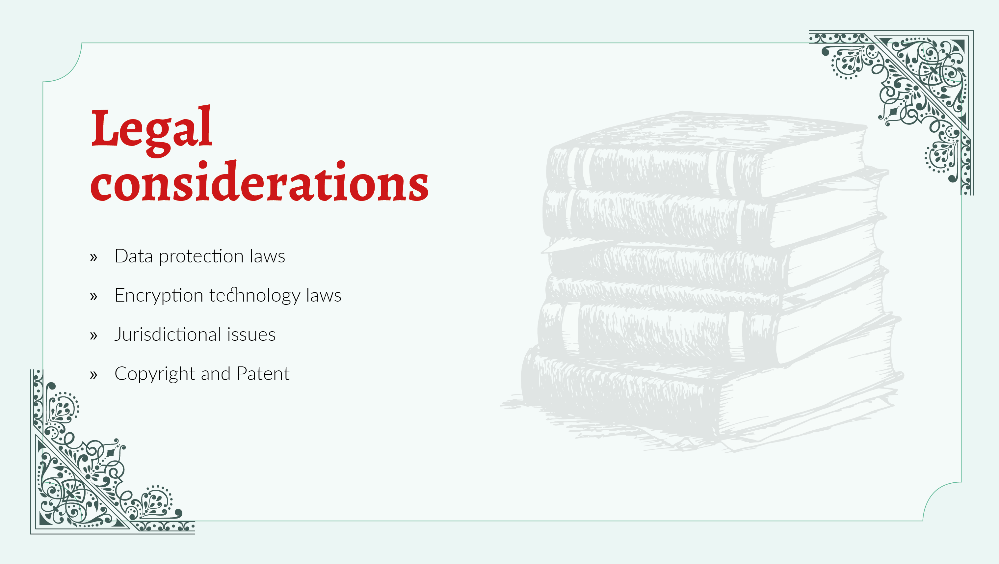 Legal
considerations
» Data protection laws
» Encryption technology laws
» Jurisdictional issues
» Copyright and Patent